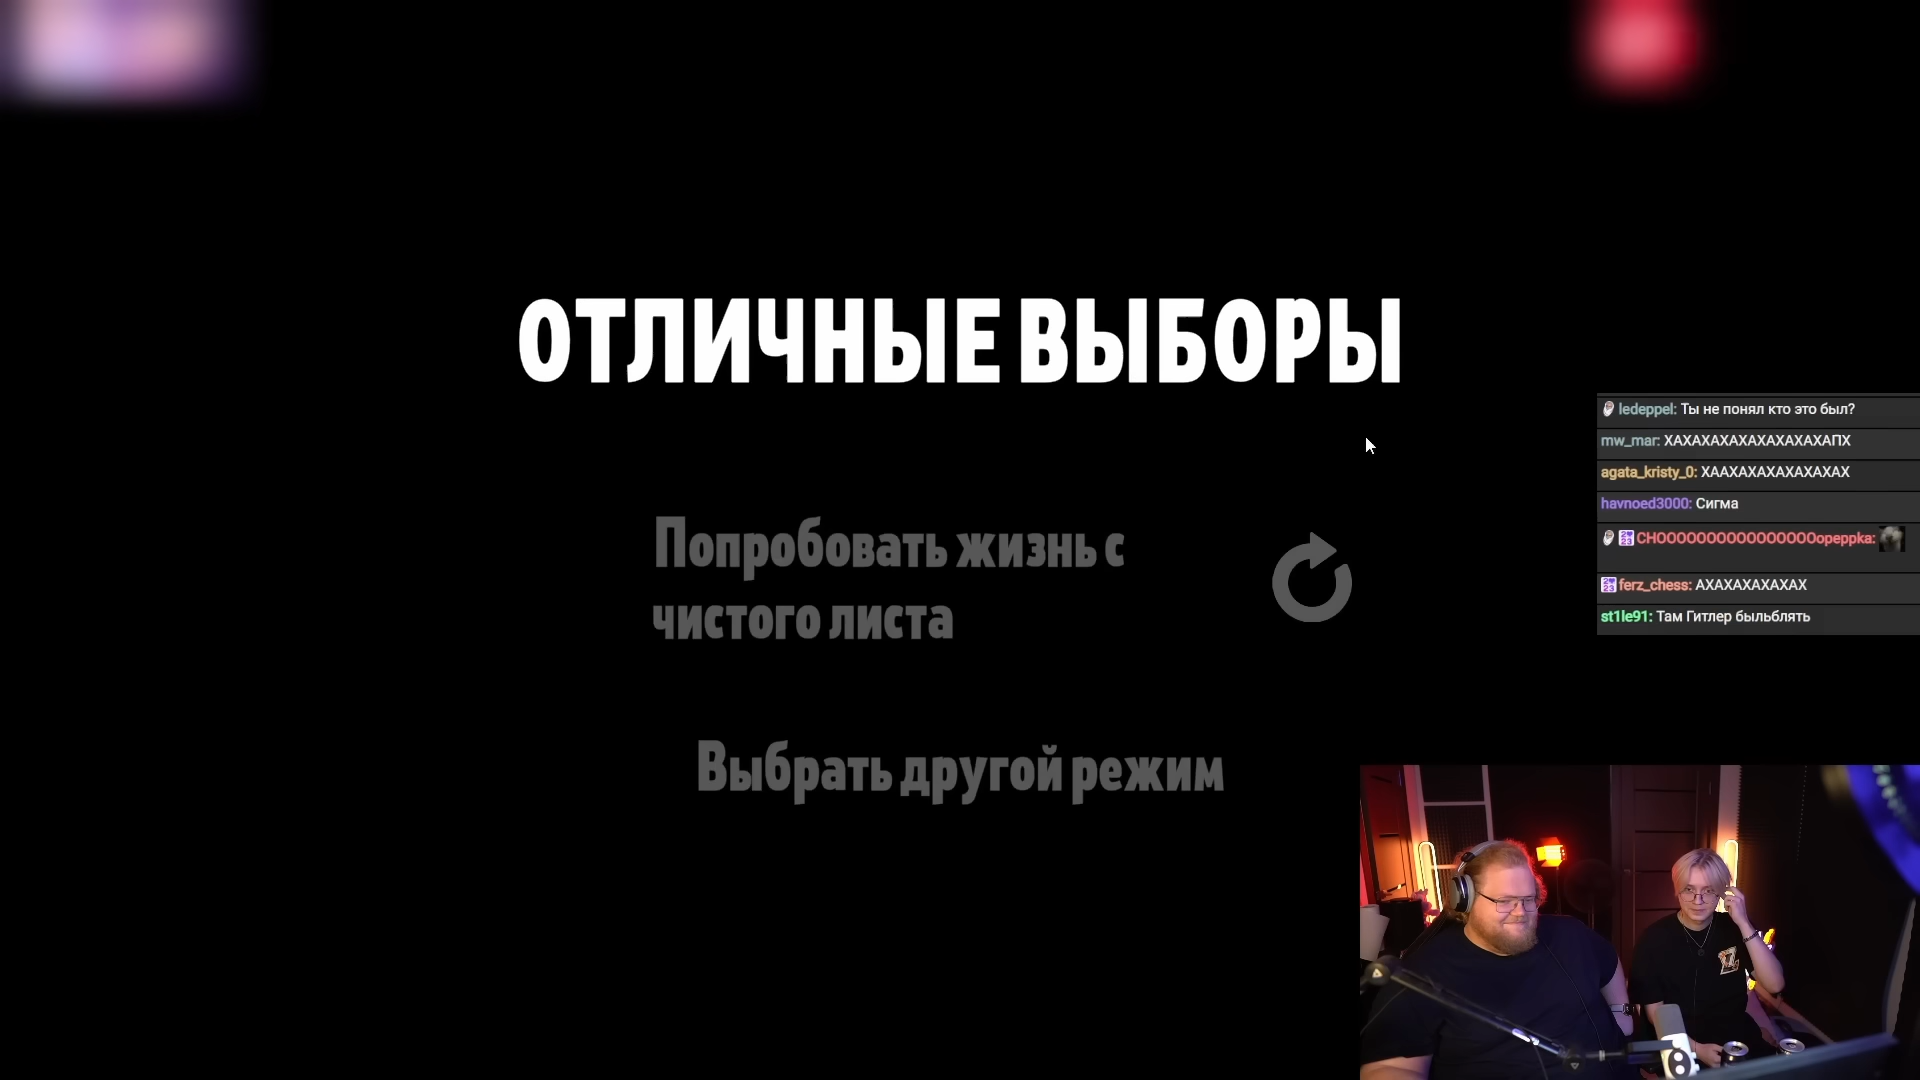 ОТЛИЧНЫЕ ВЫБОРЫ
Попробовать жизнь с
чистого листа
Выбрать другой режим
ledeppel: Ты не понял кто это был?
mw_mar: ХАХАХАХАХАХАХАХАХАПХ
agata_kristy_0: ХААХАХАХАХАХАХАХ
havnoed3000: Сигма
CHOOOOOOOOOOOOOOOOopeppka:
ferz_chess: АХАХАХАХАХАХ
st1le91: Там Гитлер быльблять